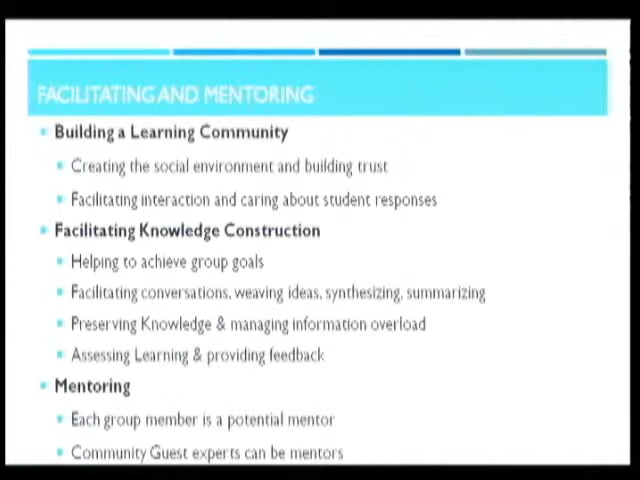 FACILITATING AND MENTORING
Building a Learning Community
Creating the social environment and building trust
Facilitating interaction and caring about student responses
Facilitating Knowledge Construction
Helping to achieve group goals
Facilitating conversations, weaving ideas, synthesizing, summarizing
Preserving Knowledge & managing information overload
Assessing Learning & providing feedback
Mentoring
Each group member is a potential mentor
Community Guest experts can be mentors